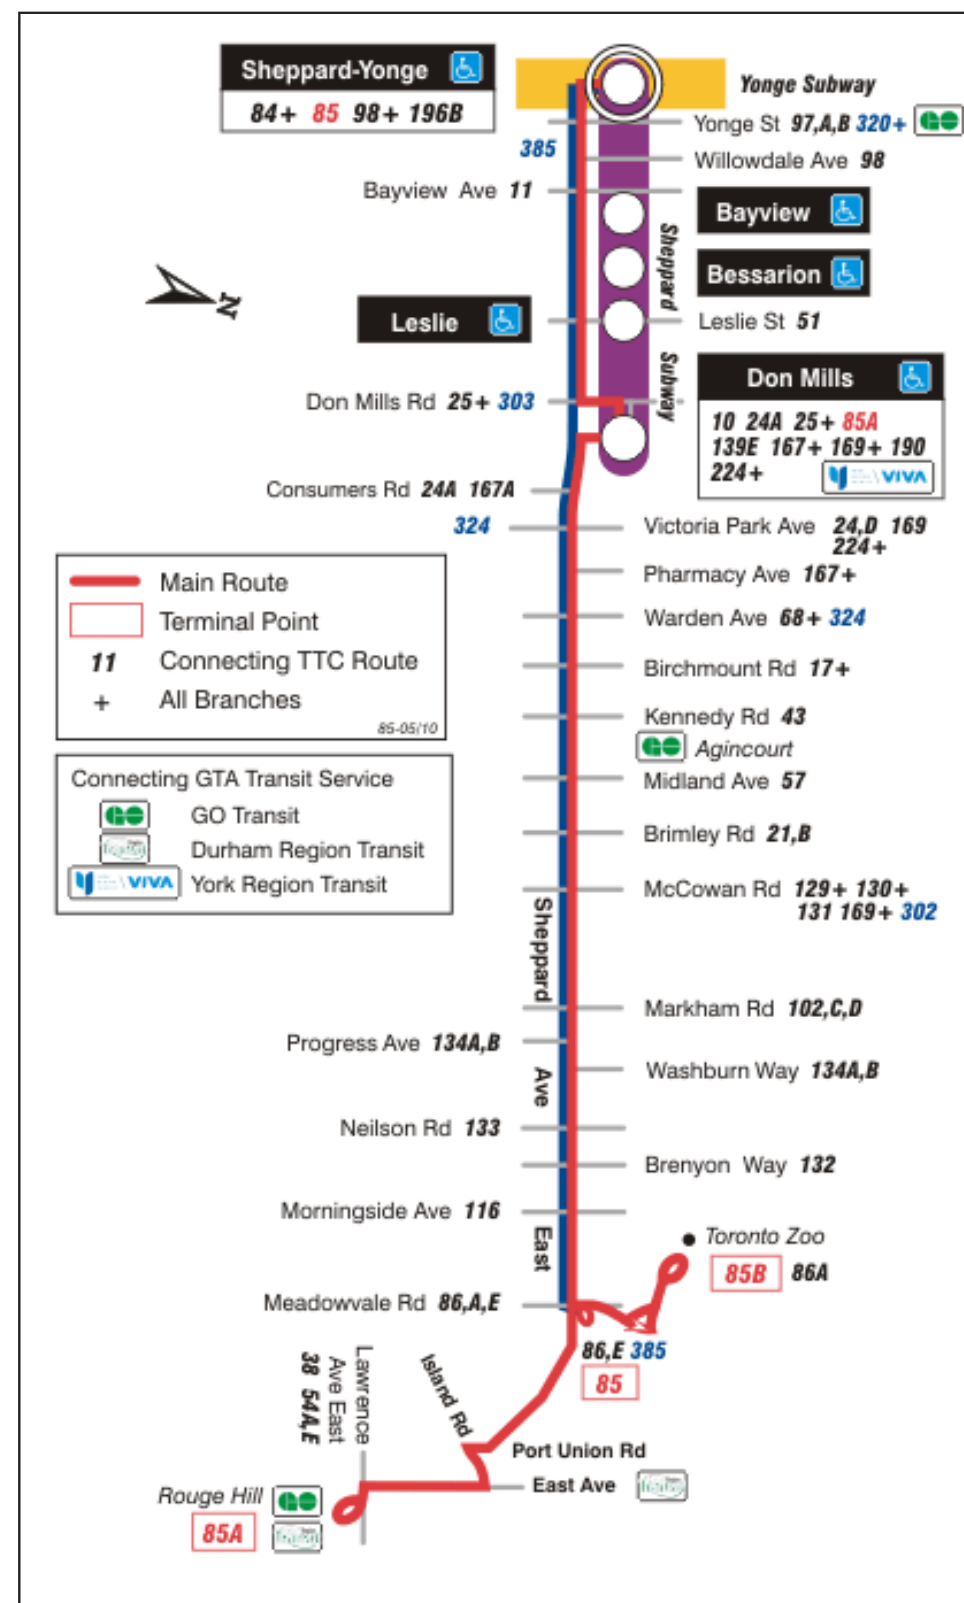 Sheppard-Yonge
84+ 85 98+ 196B
Yonge Subway
385
Yonge St 97,A,B 320+ GO
Willowdale Ave 98
Bayview Ave 11
Bayview
Sheppard Subway
Bessarion
N
Leslie
Leslie St 51
Don Mills
Don Mills Rd 25+ 303
10 24A 25+ 85A
139E 167+ 169+ 190
224+ VIVA
Consumers Rd 24A 167A
324
Victoria Park Ave 24,D 169
224+
Pharmacy Ave 167+
Main Route
Terminal Point
11 Connecting TTC Route
+ All Branches
85-05/10
Warden Ave 68+ 324
Birchmount Rd 17+
Kennedy Rd 43
GO Agincourt
Connecting GTA Transit Service
GO GO Transit
Durham Region Transit
VIVA York Region Transit
Midland Ave 57
Brimley Rd 21,B
McCowan Rd 129+ 130+
131 169+ 302
Sheppard Ave East
Markham Rd 102,C,D
Progress Ave 134A,B
Washburn Way 134A,B
Neilson Rd 133
Brenyon Way 132
Morningside Ave 116
Toronto Zoo
85B 86A
Meadowvale Rd 86,A,E
86,E 385
85
Lawrence
Ave East
38 54A,E
Island Rd
Port Union Rd
East Ave
Rouge Hill GO
85A